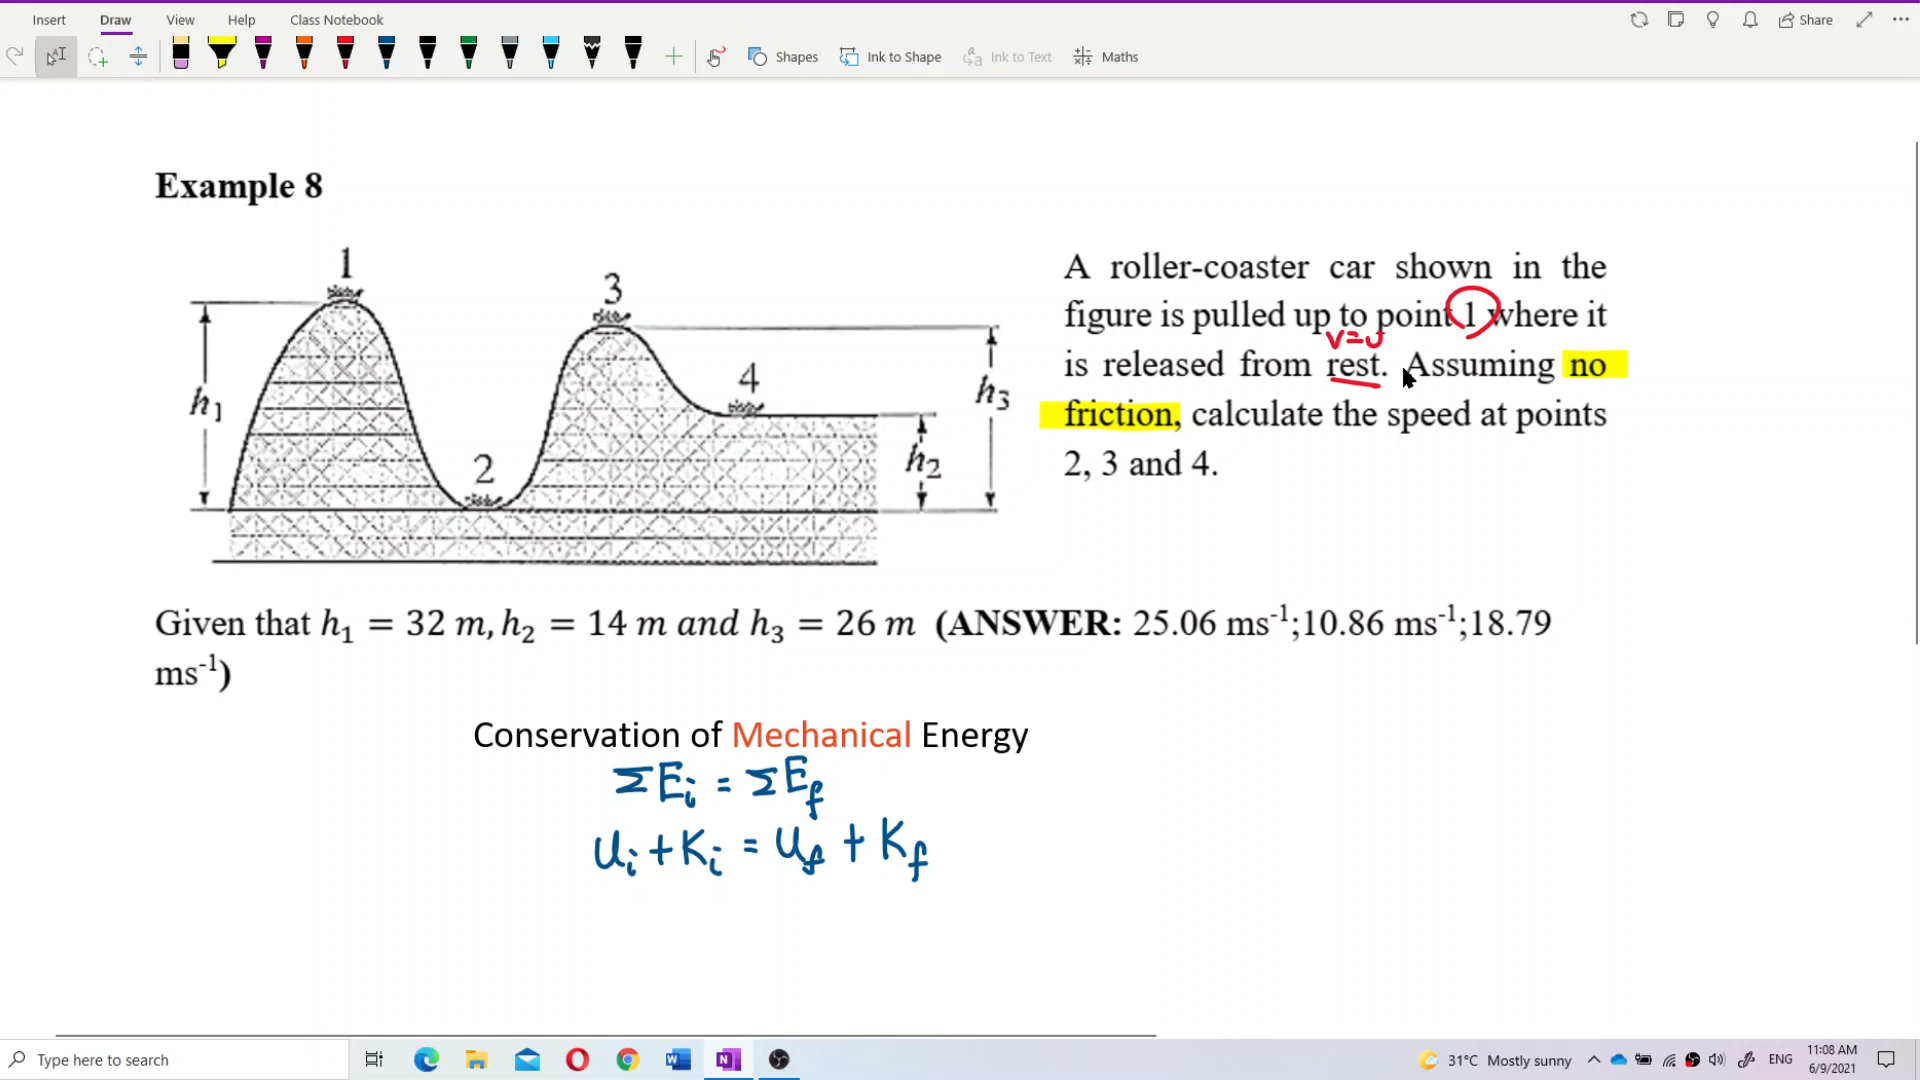 Insert Draw View Help Class Notebook
Share
Shapes Ink to Shape Ink to Text Maths
Example 8
1
3
4
2
h1
h2
h3
A roller-coaster car shown in the
figure is pulled up to point 1 where it
v=0
is released from rest. Assuming no
friction, calculate the speed at points
2, 3 and 4.
Given that h₁ = 32 m, h₂ = 14 m and h₃ = 26 m (ANSWER: 25.06 ms⁻¹;10.86 ms⁻¹;18.79
ms⁻¹)
Conservation of Mechanical Energy
ΣEi = ΣEf
Ui + Ki = Uf + Kf
Type here to search
31°C Mostly sunny
ENG
11:08 AM
6/9/2021